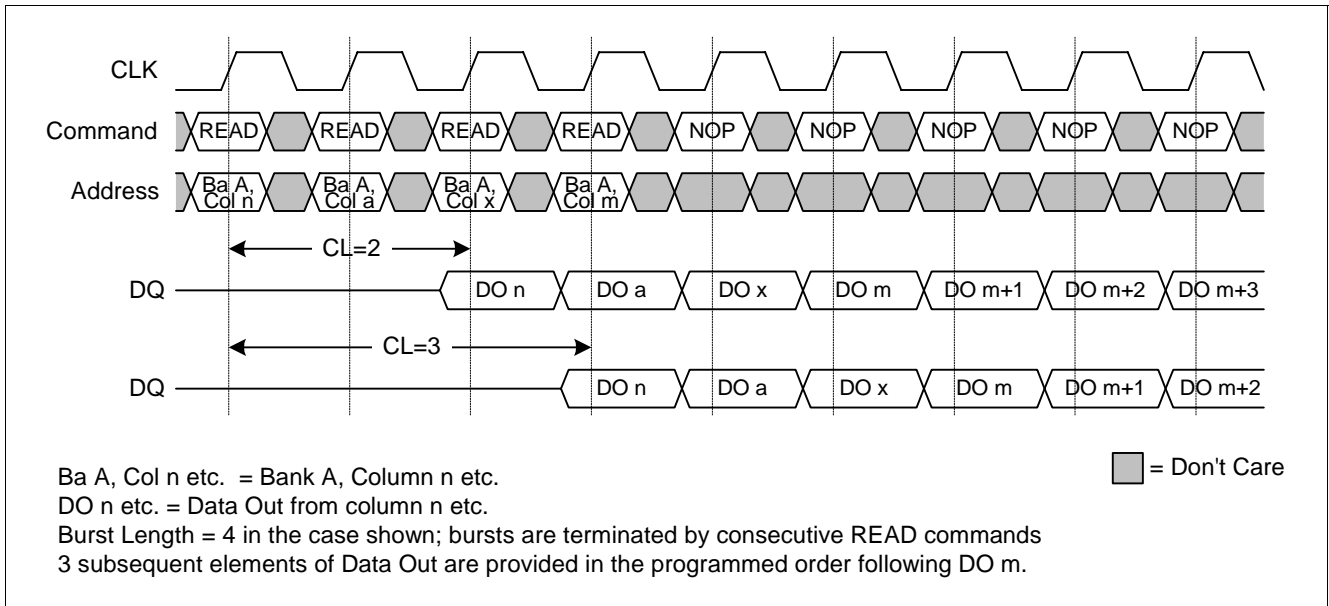 CLK
Command READ READ READ READ NOP NOP NOP NOP NOP
Address Ba A, Col n Ba A, Col a Ba A, Col x Ba A, Col m
CL=2
DQ DO n DO a DO x DO m DO m+1 DO m+2 DO m+3
CL=3
DQ DO n DO a DO x DO m DO m+1 DO m+2
Ba A, Col n etc. = Bank A, Column n etc.
= Don't Care
DO n etc. = Data Out from column n etc.
Burst Length = 4 in the case shown; bursts are terminated by consecutive READ commands
3 subsequent elements of Data Out are provided in the programmed order following DO m.